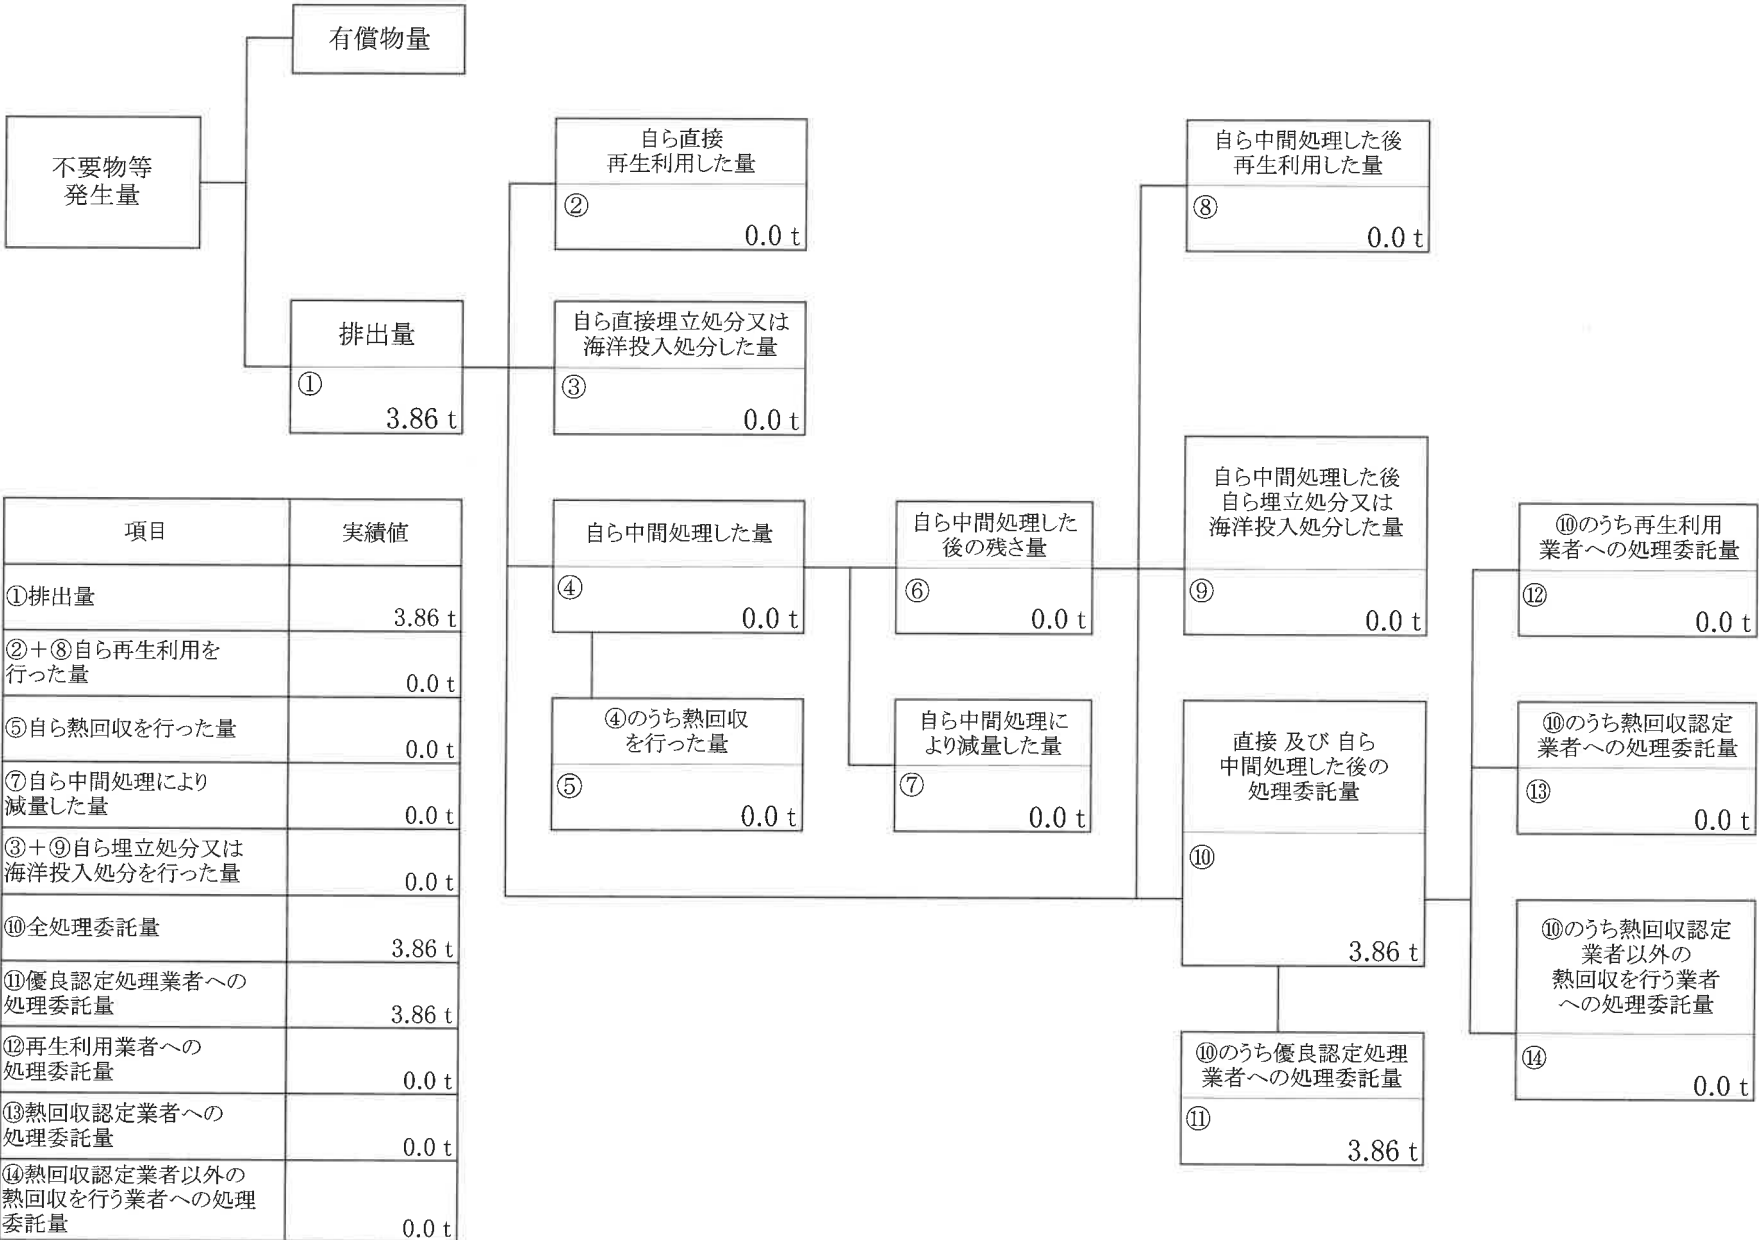 有償物量
不要物等
発生量
自ら直接
再生利用した量
②
0.0 t
自ら中間処理した後
再生利用した量
⑧
0.0 t
排出量
①
3.86 t
自ら直接埋立処分又は
海洋投入処分した量
③
0.0 t
自ら中間処理した量
④
0.0 t
自ら中間処理した
後の残さ量
⑥
0.0 t
自ら中間処理した後
自ら埋立処分又は
海洋投入処分した量
⑨
0.0 t
⑩のうち再生利用
業者への処理委託量
⑫
0.0 t
④のうち熱回収
を行った量
⑤
0.0 t
自ら中間処理に
より減量した量
⑦
0.0 t
直接 及び 自ら
中間処理した後の
処理委託量
⑩
3.86 t
⑩のうち熱回収認定
業者への処理委託量
⑬
0.0 t
⑩のうち熱回収認定
業者以外の
熱回収を行う業者
への処理委託量
⑭
0.0 t
⑩のうち優良認定処理
業者への処理委託量
⑪
3.86 t
項目 実績値
①排出量
3.86 t
②＋⑧自ら再生利用を
行った量
0.0 t
⑤自ら熱回収を行った量
0.0 t
⑦自ら中間処理により
減量した量
0.0 t
③＋⑨自ら埋立処分又は
海洋投入処分を行った量
0.0 t
⑩全処理委託量
3.86 t
⑪優良認定処理業者への
処理委託量
3.86 t
⑫再生利用業者への
処理委託量
0.0 t
⑬熱回収認定業者への
処理委託量
0.0 t
⑭熱回収認定業者以外の
熱回収を行う業者への処理
委託量
0.0 t